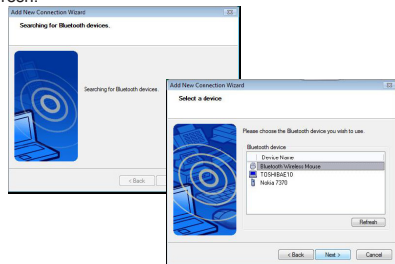 Add New Connection Wizard
Searching for Bluetooth devices.
Searching for Bluetooth devices.
< Back
Add New Connection Wizard
Select a device
Please choose the Bluetooth device you wish to use.
Bluetooth device
Device Name
Bluetooth Wireless Mouse
TOSHIBAE10
Nokia 7370
Refresh
< Back
Next >
Cancel